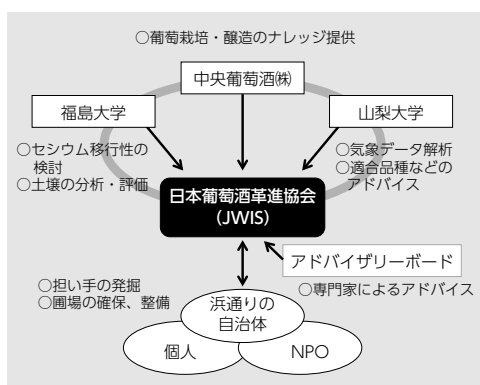 ○葡萄栽培・醸造のナレッジ提供
中央葡萄酒㈱
福島大学
山梨大学
○セシウム移行性の
検討
○土壌の分析・評価
○気象データ解析
○適合品種などの
アドバイス
日本葡萄酒革進協会
(JWIS)
アドバイザリーボード
○専門家によるアドバイス
○担い手の発掘
○圃場の確保、整備
浜通りの
自治体
個人
NPO